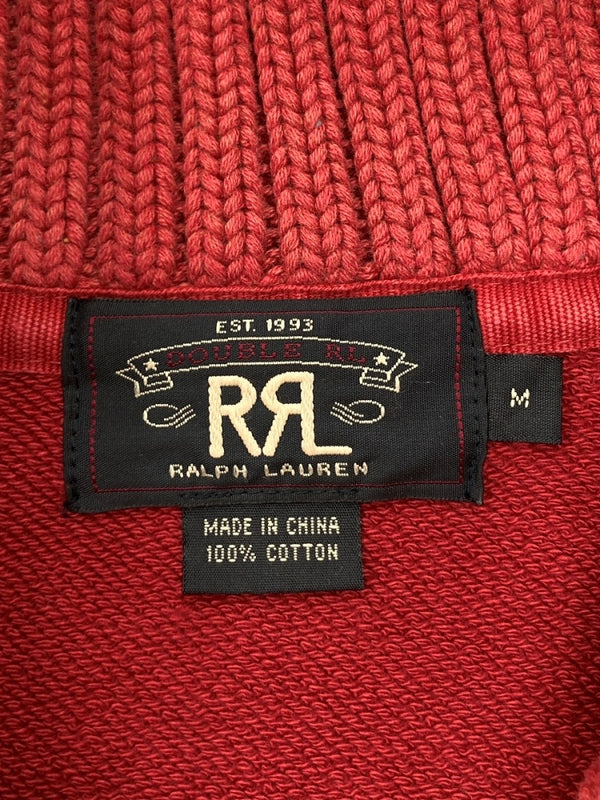 EST. 1993
DOUBLE RL
RRL
RALPH LAUREN
M
MADE IN CHINA
100% COTTON